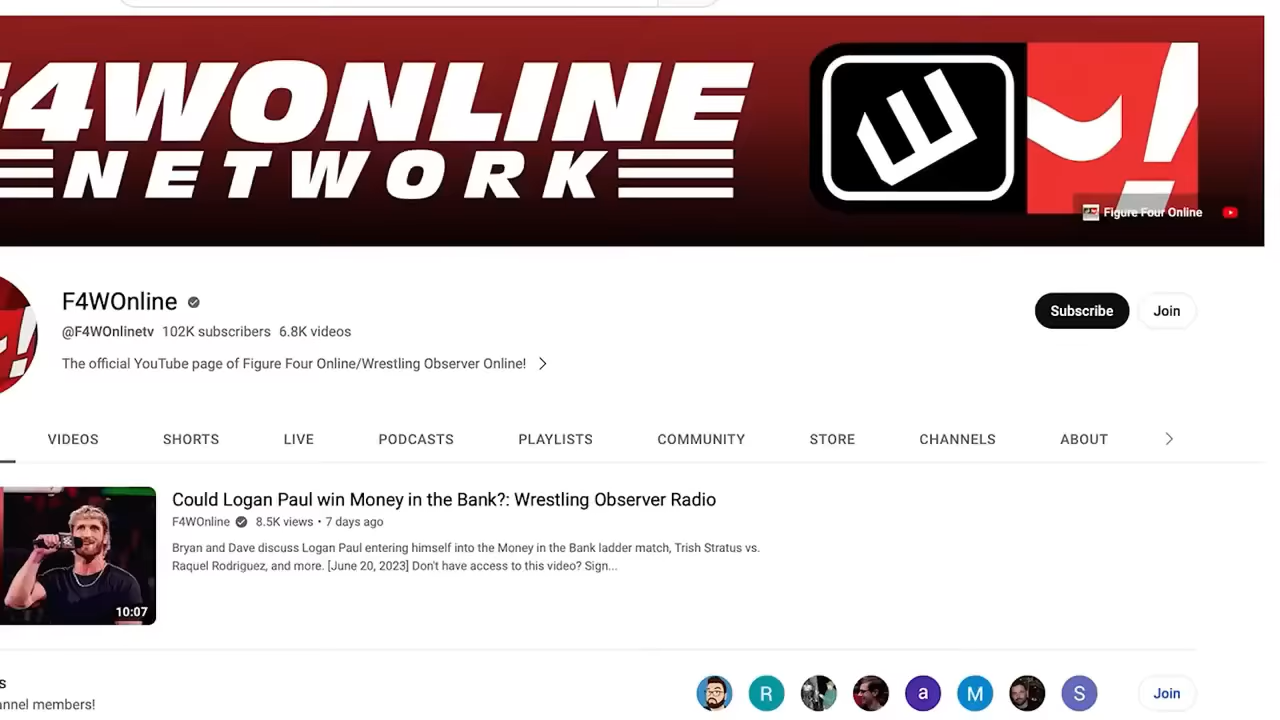 F4WONLINE
NETWORK
Figure Four Online
F4WOnline
@F4WOnlinetv 102K subscribers 6.8K videos
The official YouTube page of Figure Four Online/Wrestling Observer Online!
Subscribe
Join
VIDEOS SHORTS LIVE PODCASTS PLAYLISTS COMMUNITY STORE CHANNELS ABOUT
Could Logan Paul win Money in the Bank?: Wrestling Observer Radio
F4WOnline 8.5K views • 7 days ago
Bryan and Dave discuss Logan Paul entering himself into the Money in the Bank ladder match, Trish Stratus vs.
Raquel Rodriguez, and more. [June 20, 2023] Don't have access to this video? Sign...
10:07
R a M S
Join
annel members!